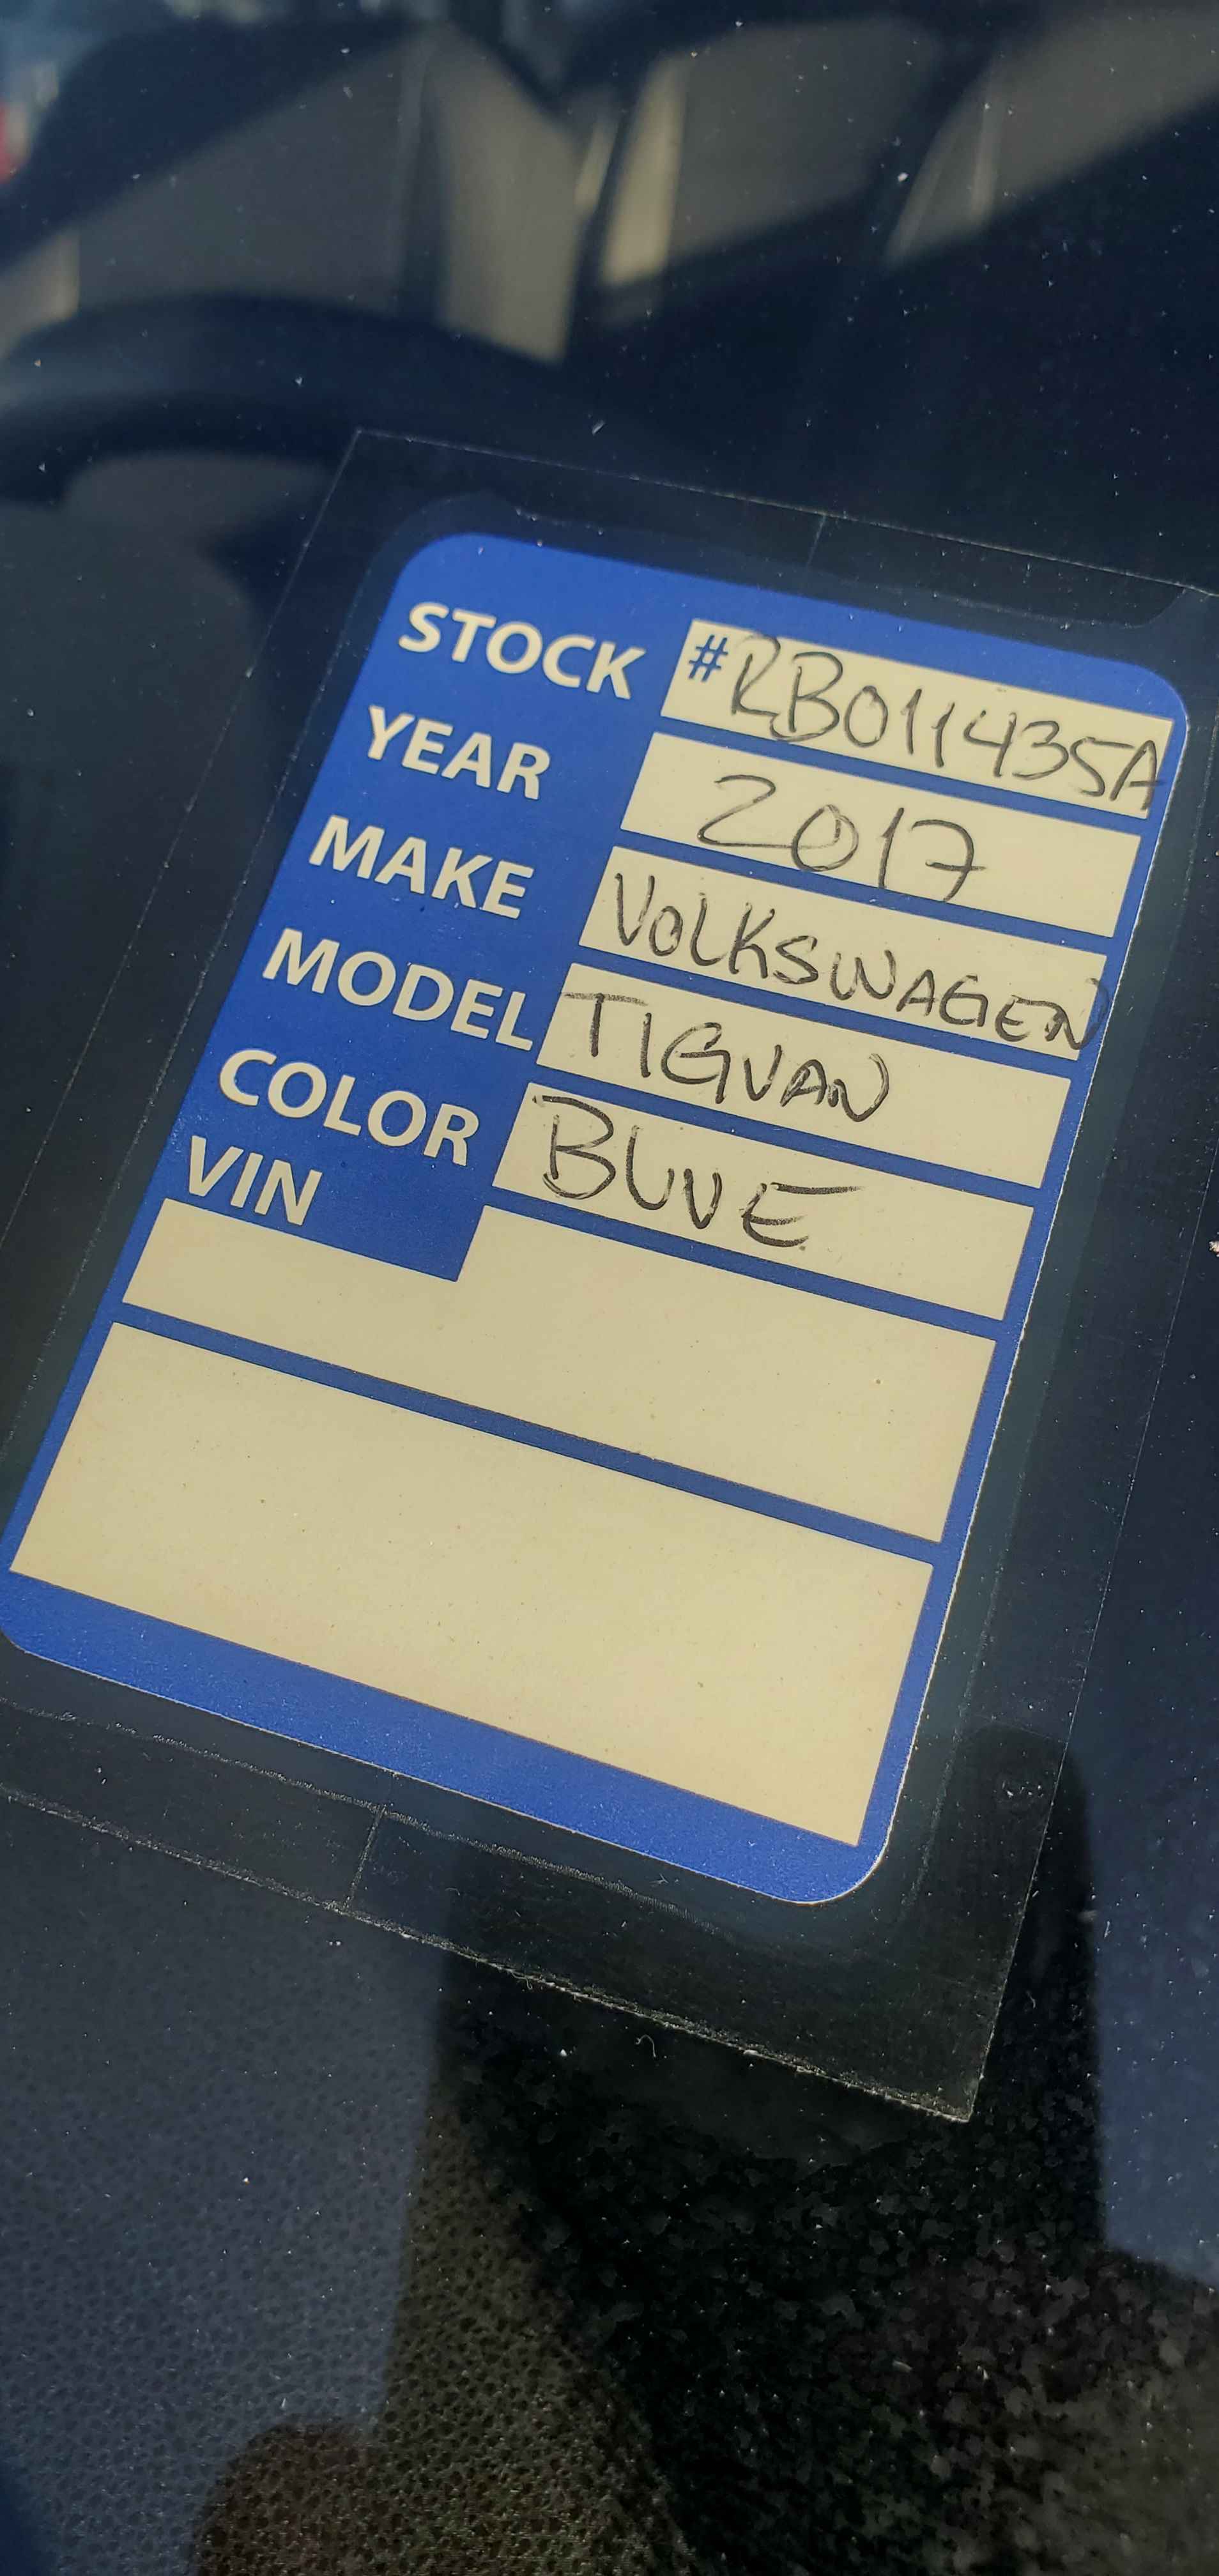 STOCK #RB011435A
YEAR 2017
MAKE VOLKSWAGEN
MODEL TIGUAN
COLOR BLUE
VIN